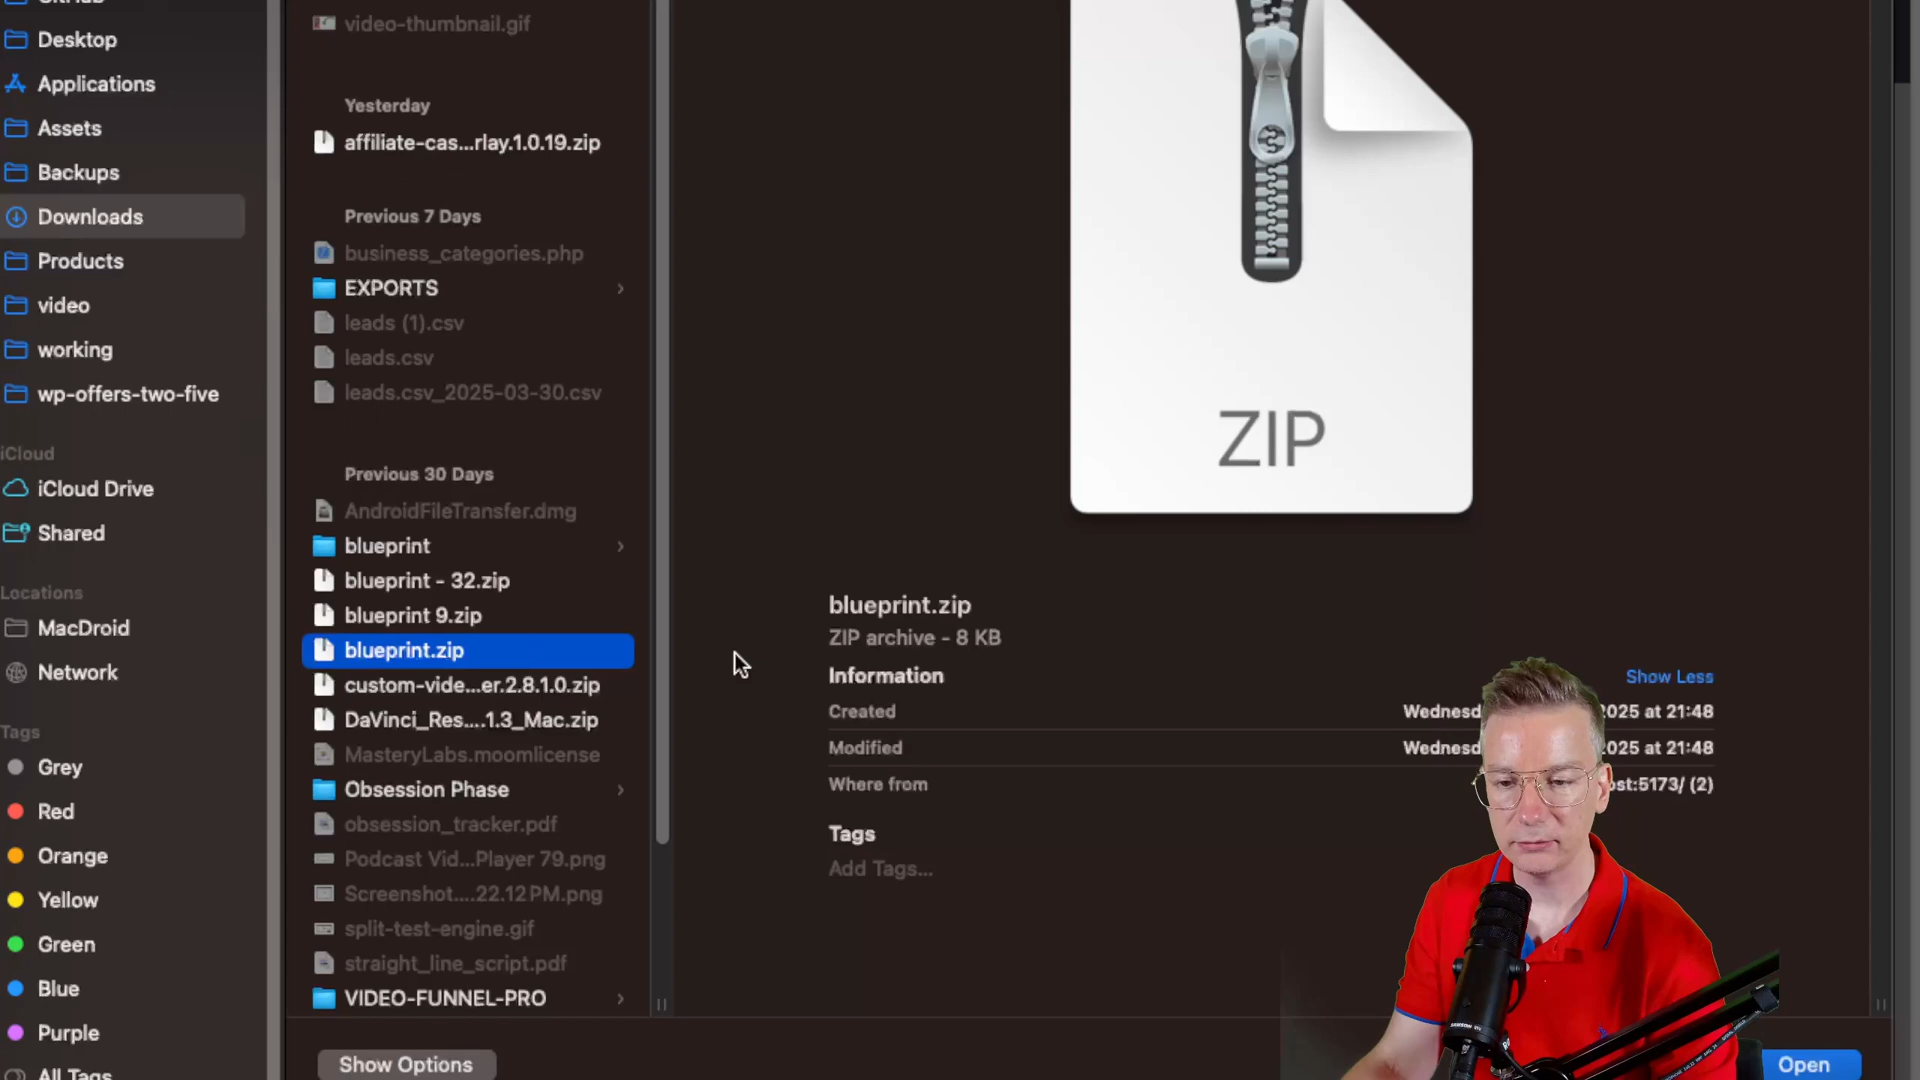 GitHub
Desktop
Applications
Assets
Backups
Downloads
Products
video
working
wp-offers-two-five
iCloud
iCloud Drive
Shared
Locations
MacDroid
Network
Tags
Grey
Red
Orange
Yellow
Green
Blue
Purple
All Tags
video-thumbnail.gif
Yesterday
affiliate-cas...rlay.1.0.19.zip
Previous 7 Days
business_categories.php
EXPORTS
leads (1).csv
leads.csv
leads.csv_2025-03-30.csv
Previous 30 Days
AndroidFileTransfer.dmg
blueprint
blueprint - 32.zip
blueprint 9.zip
blueprint.zip
custom-vide...er.2.8.1.0.zip
DaVinci_Res....1.3_Mac.zip
MasteryLabs.moomlicense
Obsession Phase
obsession_tracker.pdf
Podcast Vid...Player 79.png
Screenshot....22.12 PM.png
split-test-engine.gif
straight_line_script.pdf
VIDEO-FUNNEL-PRO
ZIP
blueprint.zip
ZIP archive - 8 KB
Information
Show Less
Created
Wednesd 2025 at 21:48
Modified
Wednesd 2025 at 21:48
Where from
ost:5173/ (2)
Tags
Add Tags...
SAMSON
Show Options
Open